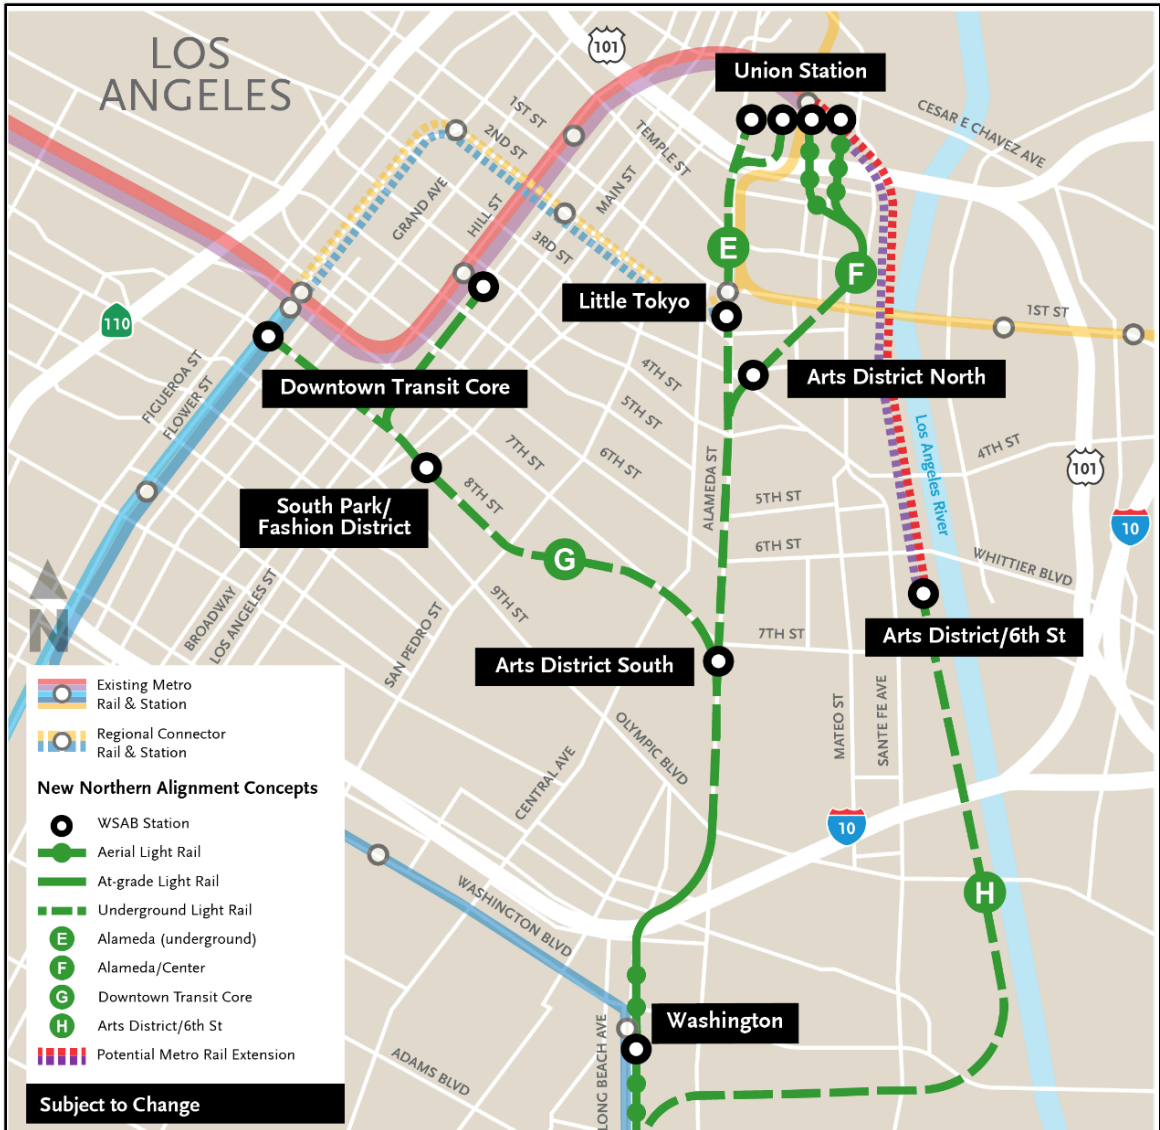 LOS
ANGELES
101
Union Station
CESAR E CHAVEZ AVE
1ST ST
2ND ST
TEMPLE ST
GRAND AVE
HILL ST
MAIN ST
3RD ST
E
F
Little Tokyo
1ST ST
110
Arts District North
4TH ST
Downtown Transit Core
FIGUEROA ST
FLOWER ST
5TH ST
Los Angeles River
4TH ST
7TH ST
6TH ST
ALAMEDA ST
101
8TH ST
5TH ST
South Park/
Fashion District
10
6TH ST
WHITTIER BLVD
G
N
BROADWAY
LOS ANGELES ST
9TH ST
SAN PEDRO ST
7TH ST
Arts District/6th St
Arts District South
MATEO ST
SANTE FE AVE
OLYMPIC BLVD
CENTRAL AVE
10
H
WASHINGTON BLVD
Washington
LONG BEACH AVE
ADAMS BLVD
Existing Metro
Rail & Station
Regional Connector
Rail & Station
New Northern Alignment Concepts
WSAB Station
Aerial Light Rail
At-grade Light Rail
Underground Light Rail
E Alameda (underground)
F Alameda/Center
G Downtown Transit Core
H Arts District/6th St
Potential Metro Rail Extension
Subject to Change